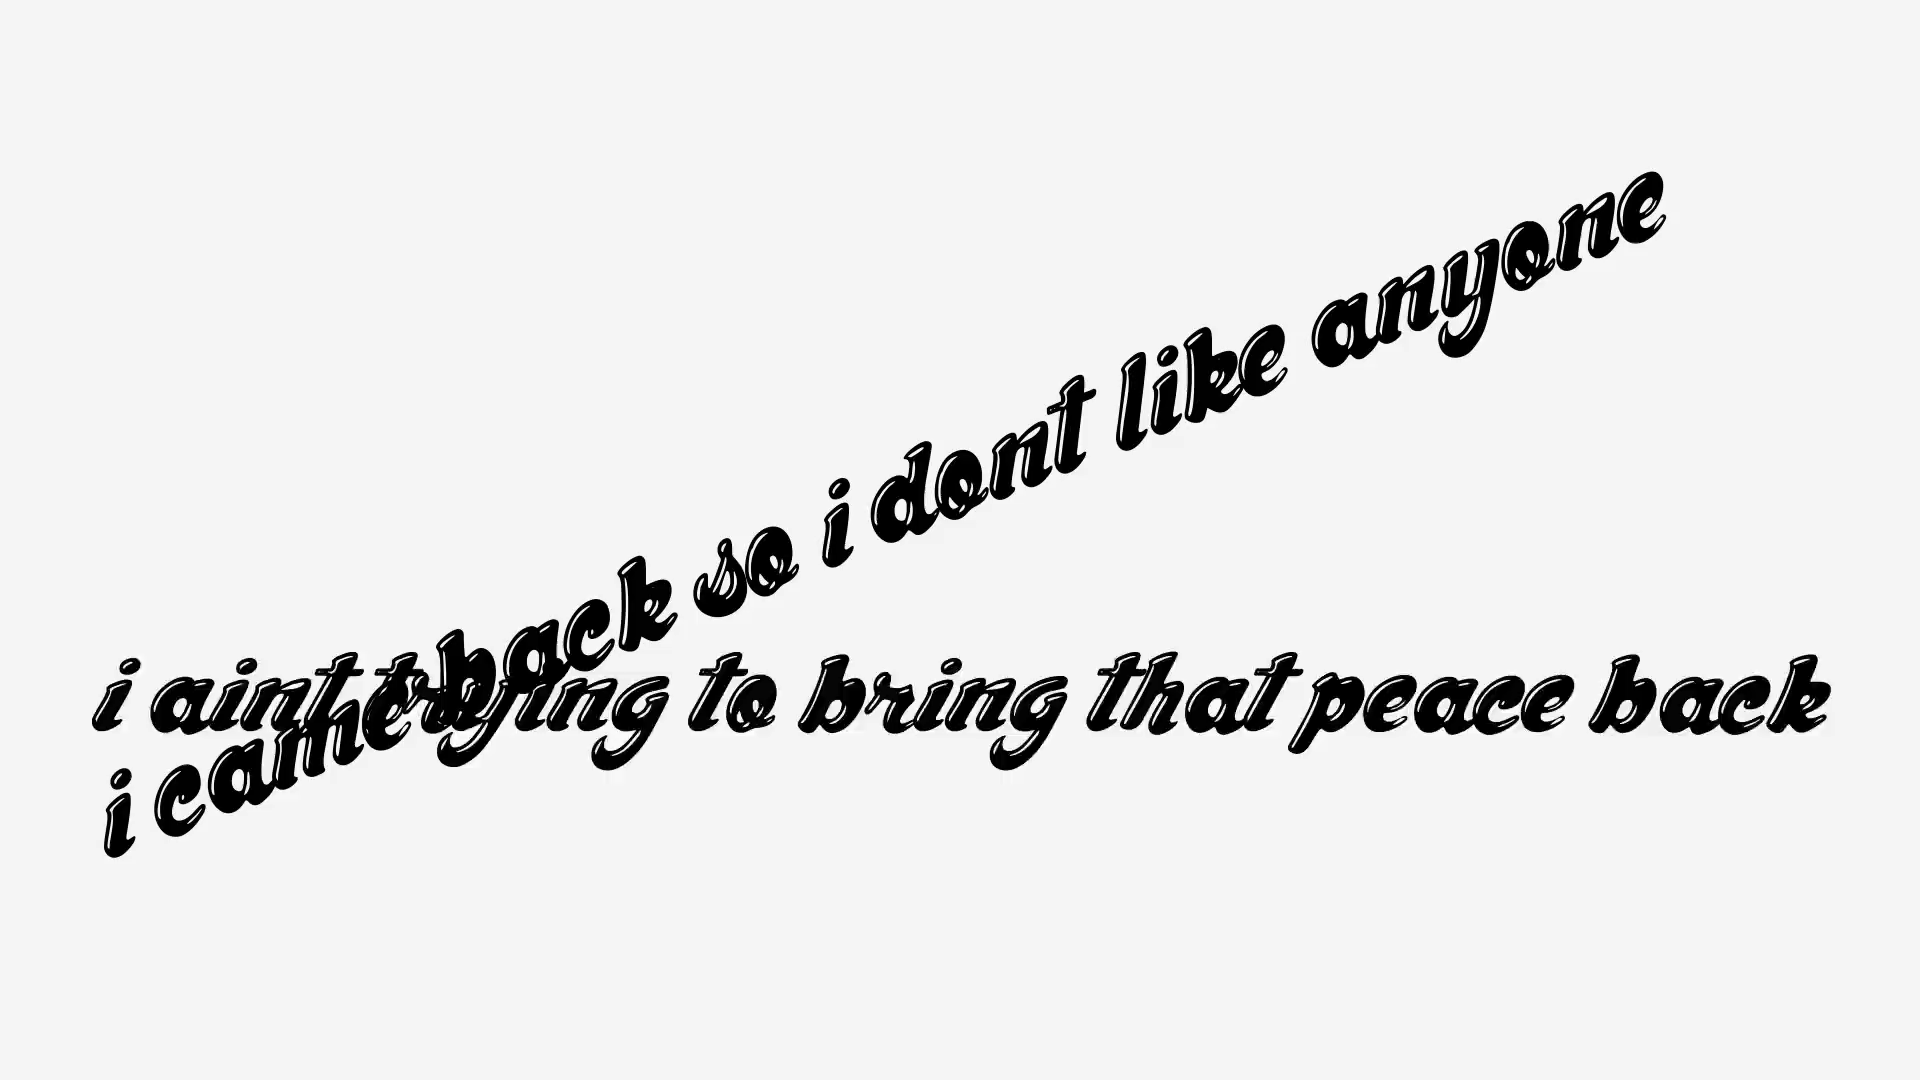 i came back so i dont like anyone
i aint trying to bring that peace back